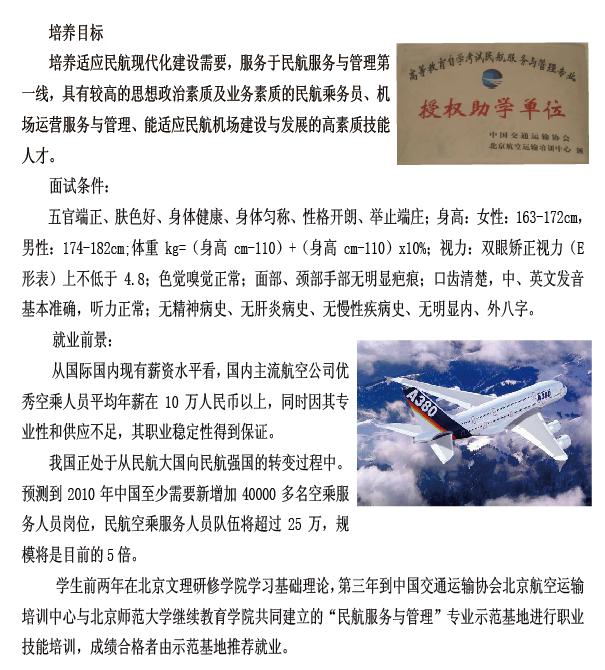 培养目标
培养适应民航现代化建设需要，服务于民航服务与管理第
一线，具有较高的思想政治素质及业务素质的民航乘务员、机
场运营服务与管理、能适应民航机场建设与发展的高素质技能
人才。
高等教育自学考试民航服务与管理专业
授权助学单位
中国交通运输协会
北京航空运输培训中心 颁
面试条件：
五官端正、肤色好、身体健康、身体匀称、性格开朗、举止端庄；身高：女性：163-172cm，
男性：174-182cm;体重 kg=（身高 cm-110）+（身高 cm-110）x10%；视力：双眼矫正视力（E
形表）上不低于 4.8；色觉嗅觉正常；面部、颈部手部无明显疤痕；口齿清楚，中、英文发音
基本准确，听力正常；无精神病史、无肝炎病史、无慢性疾病史、无明显内、外八字。
就业前景：
从国际国内现有薪资水平看，国内主流航空公司优
秀空乘人员平均年薪在 10 万人民币以上，同时因其专
业性和供应不足，其职业稳定性得到保证。
我国正处于从民航大国向民航强国的转变过程中。
预测到 2010 年中国至少需要新增加 40000 多名空乘服
务人员岗位，民航空乘服务人员队伍将超过 25 万，规
模将是目前的 5 倍。
A380
A380
学生前两年在北京文理研修学院学习基础理论，第三年到中国交通运输协会北京航空运输
培训中心与北京师范大学继续教育学院共同建立的“民航服务与管理”专业示范基地进行职业
技能培训，成绩合格者由示范基地推荐就业。